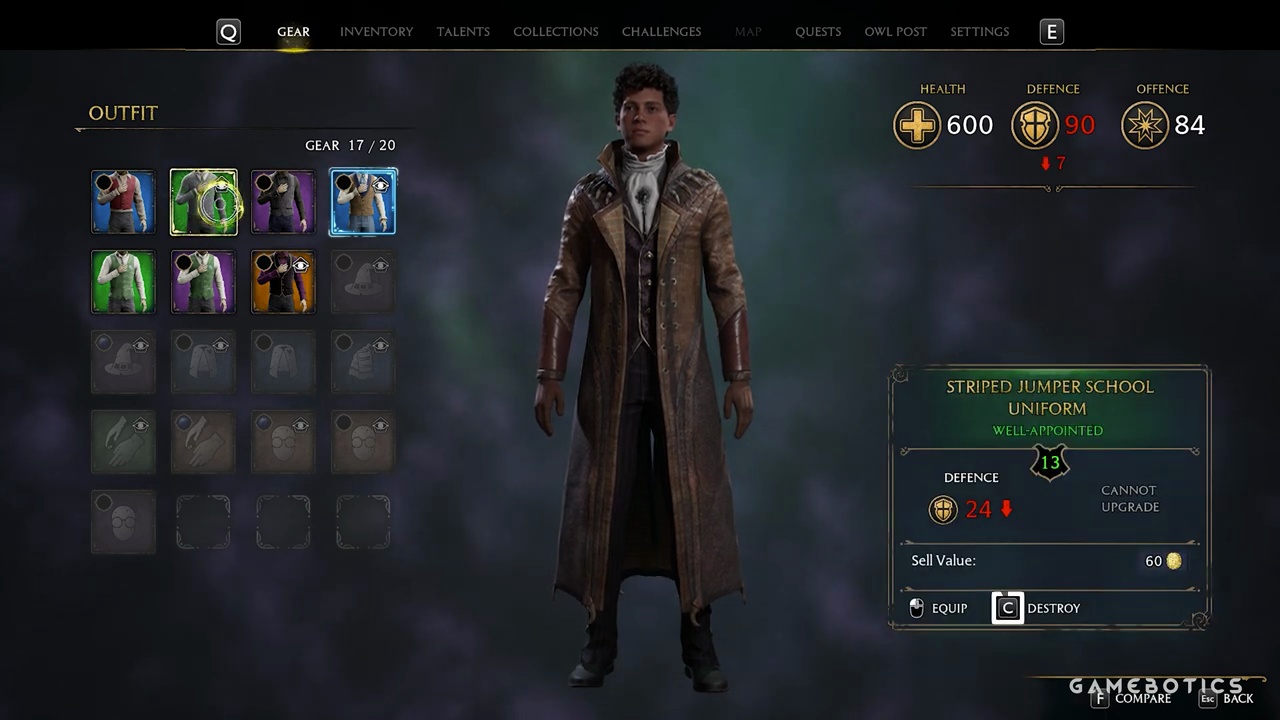 Q GEAR INVENTORY TALENTS COLLECTIONS CHALLENGES MAP QUESTS OWL POST SETTINGS E
OUTFIT
GEAR 17 / 20
HEALTH DEFENCE OFFENCE
600 90 84
7
STRIPED JUMPER SCHOOL
UNIFORM
WELL-APPOINTED
13
DEFENCE
24
CANNOT
UPGRADE
Sell Value: 60
EQUIP C DESTROY
GAMEBOTICS
F COMPARE Esc BACK